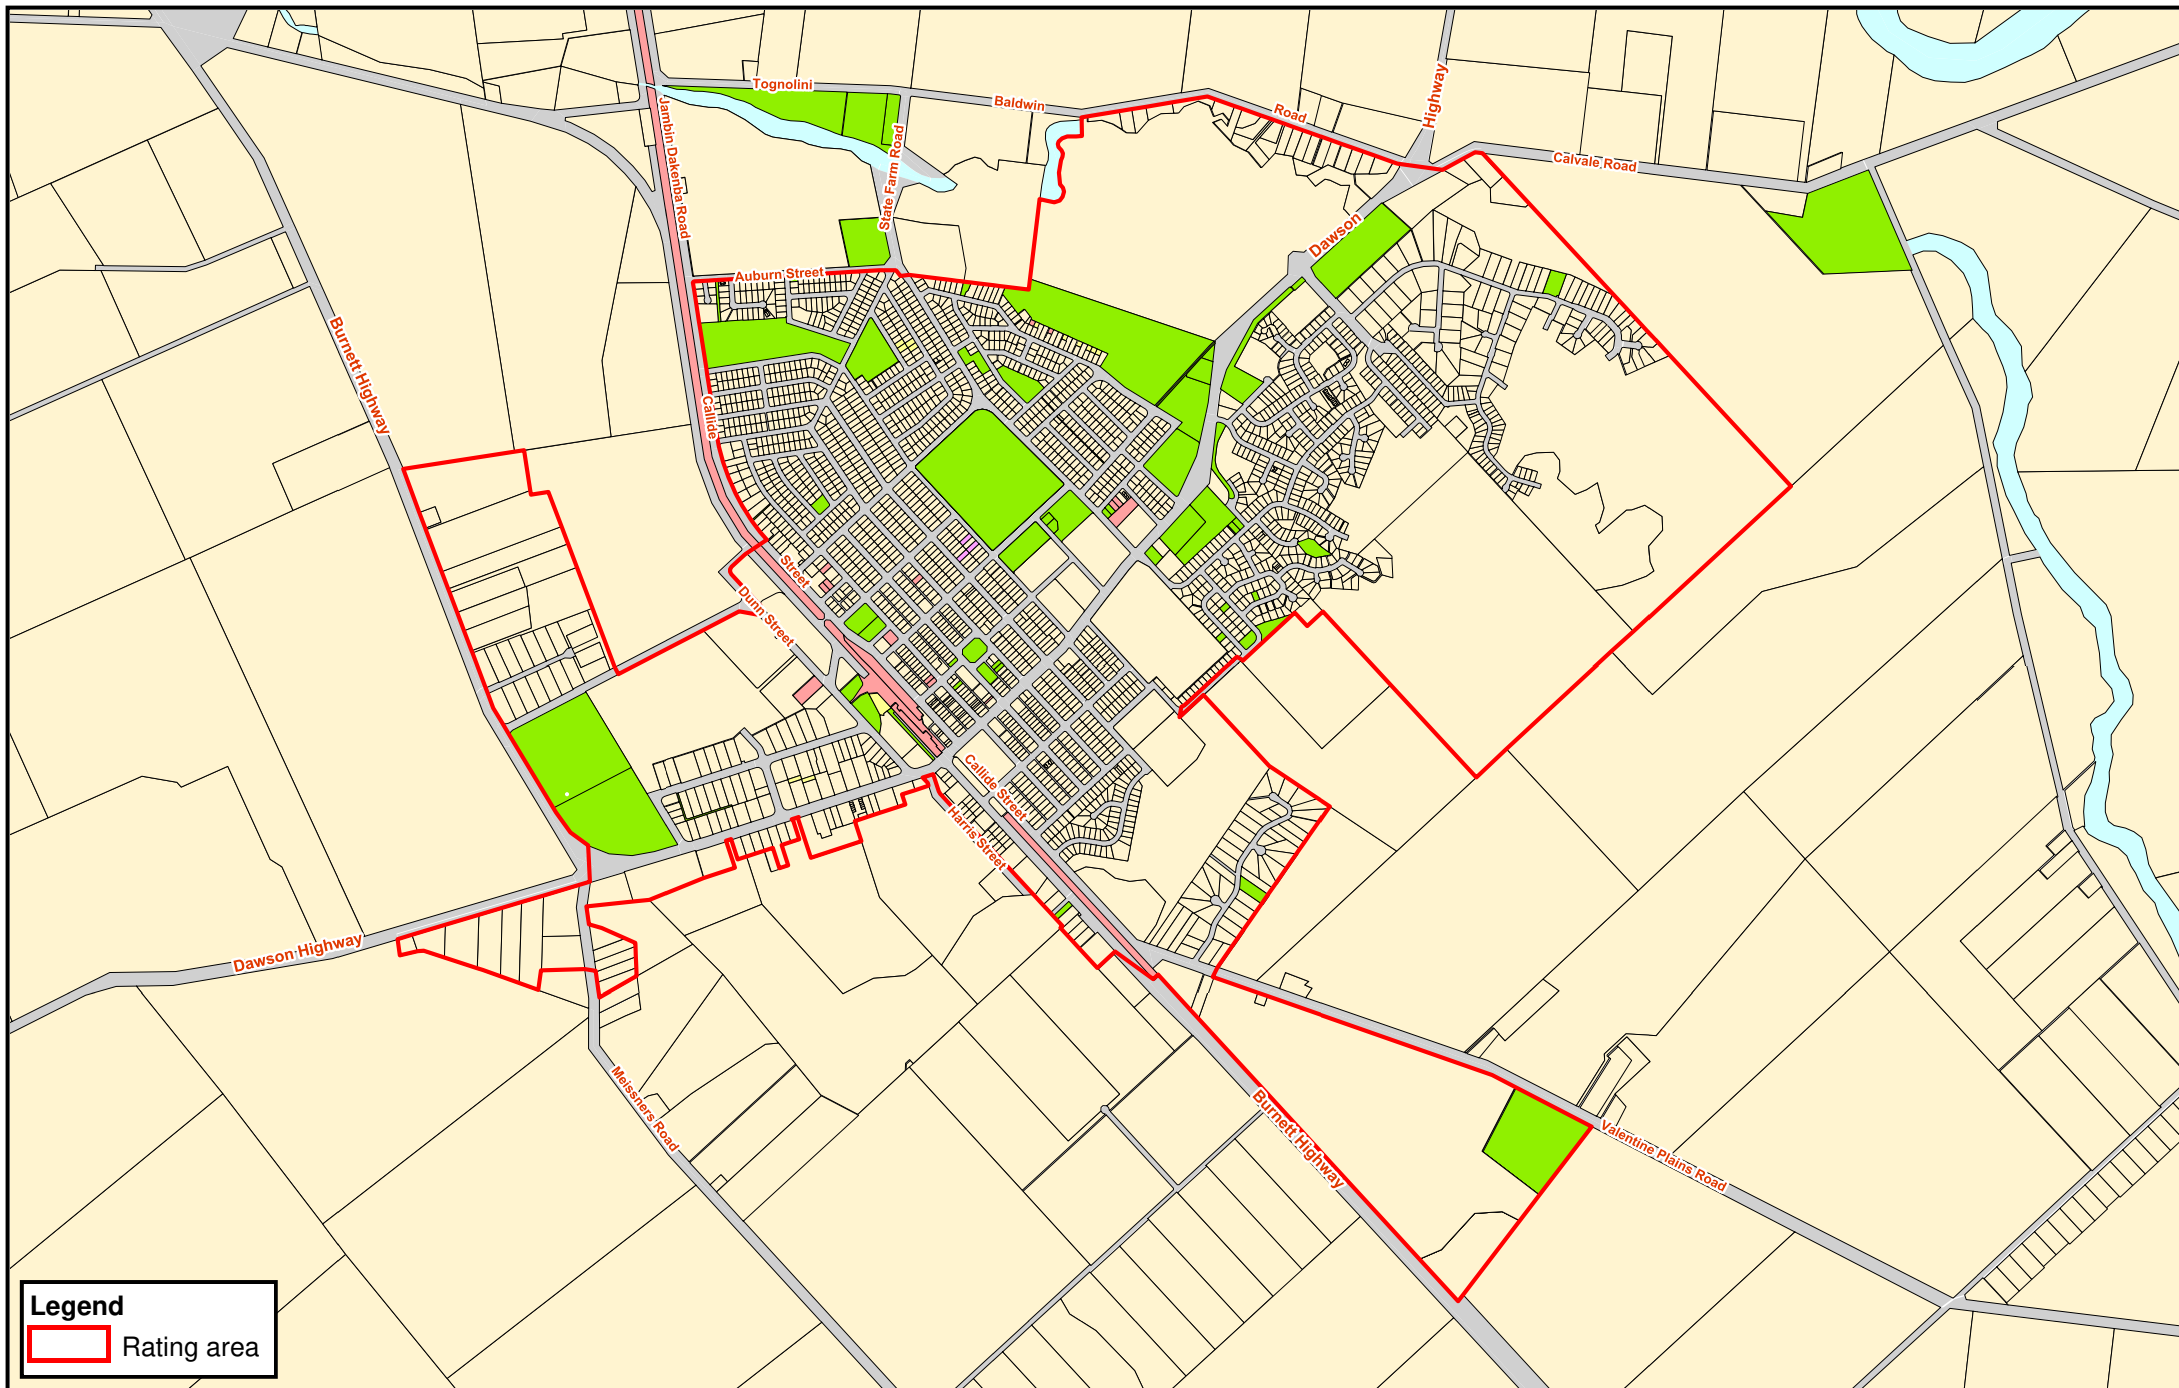 Tognolini
Baldwin
Road
Highway
Calvale Road
Jambin Dakenba Road
State Farm Road
Dawson
Auburn Street
Burnett Highway
Callide
Street
Dunn Street
Callide Street
Harris Street
Dawson Highway
Meissners Road
Burnett Highway
Valentine Plains Road
Legend
Rating area